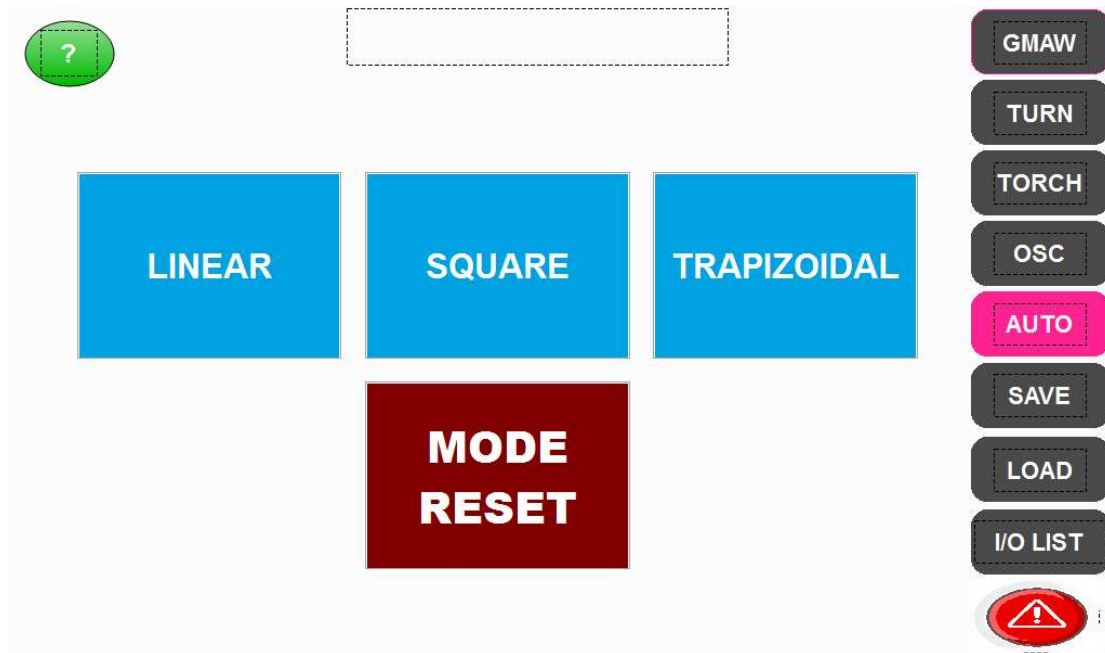 ?
LINEAR
SQUARE
TRAPIZOIDAL
MODE
RESET
GMAW
TURN
TORCH
OSC
AUTO
SAVE
LOAD
I/O LIST
!